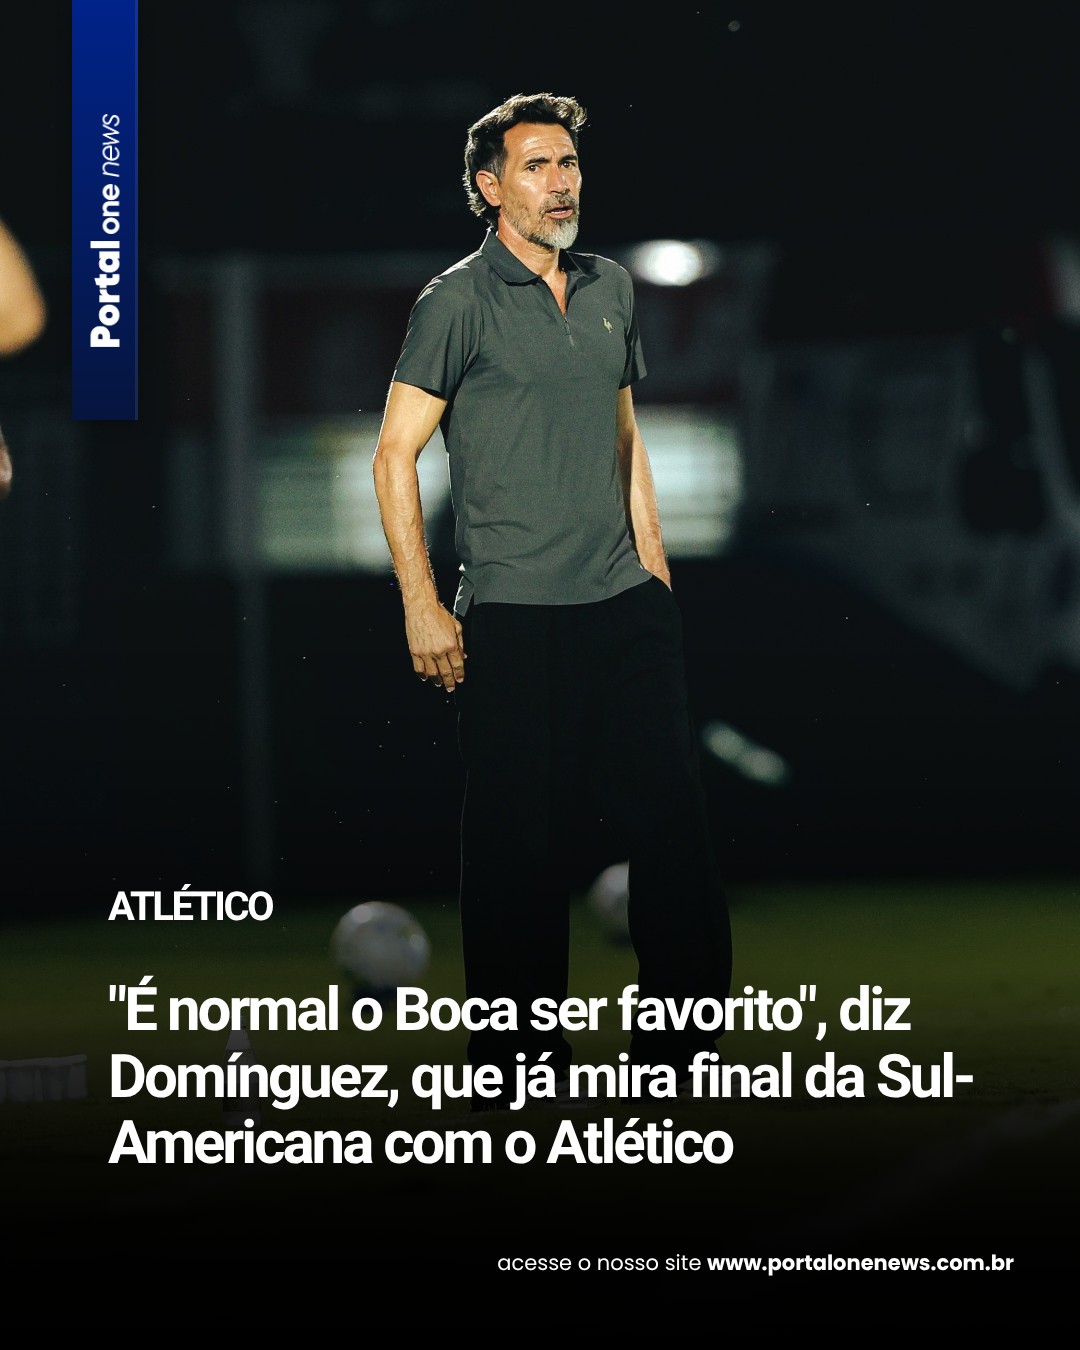 Portal one news
ATLÉTICO
"É normal o Boca ser favorito", diz
Domínguez, que já mira final da Sul-
Americana com o Atlético
acesse o nosso site www.portalonenews.com.br